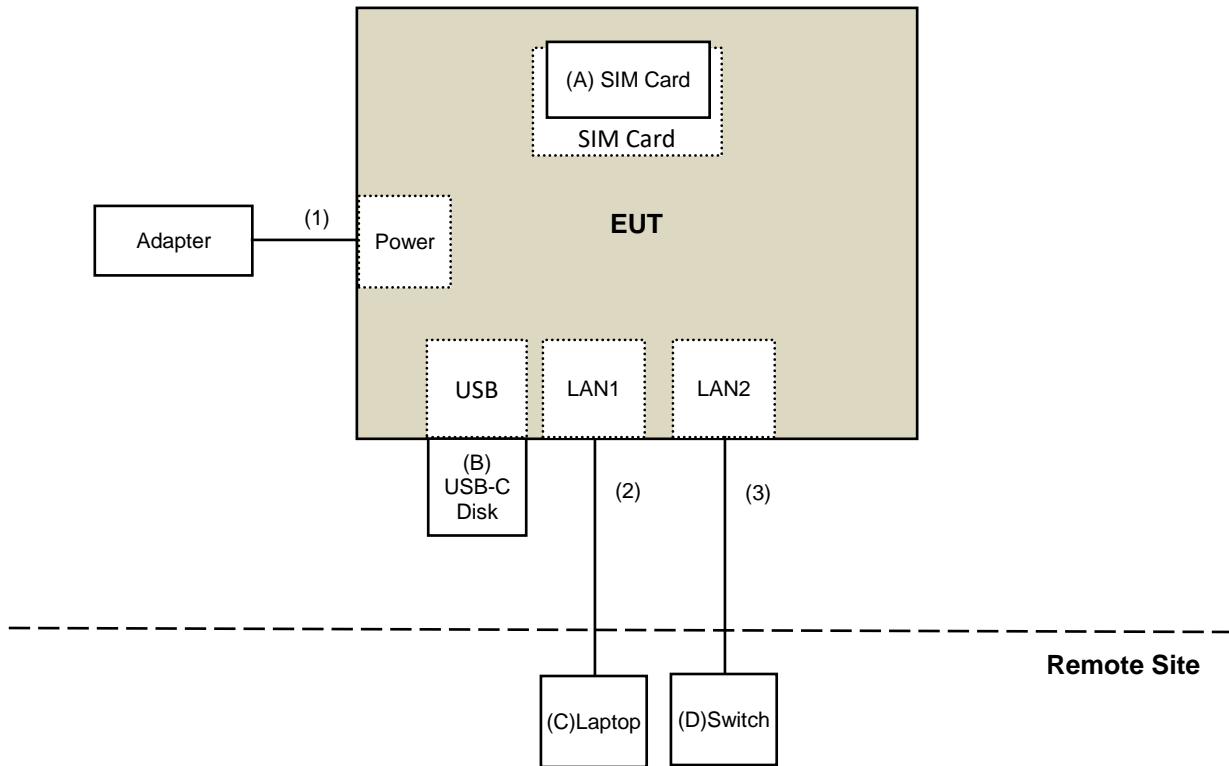 (A) SIM Card
SIM Card
EUT
(1)
Adapter
Power
USB
LAN1
LAN2
(B)
USB-C
Disk
(2)
(3)
Remote Site
(C)Laptop
(D)Switch